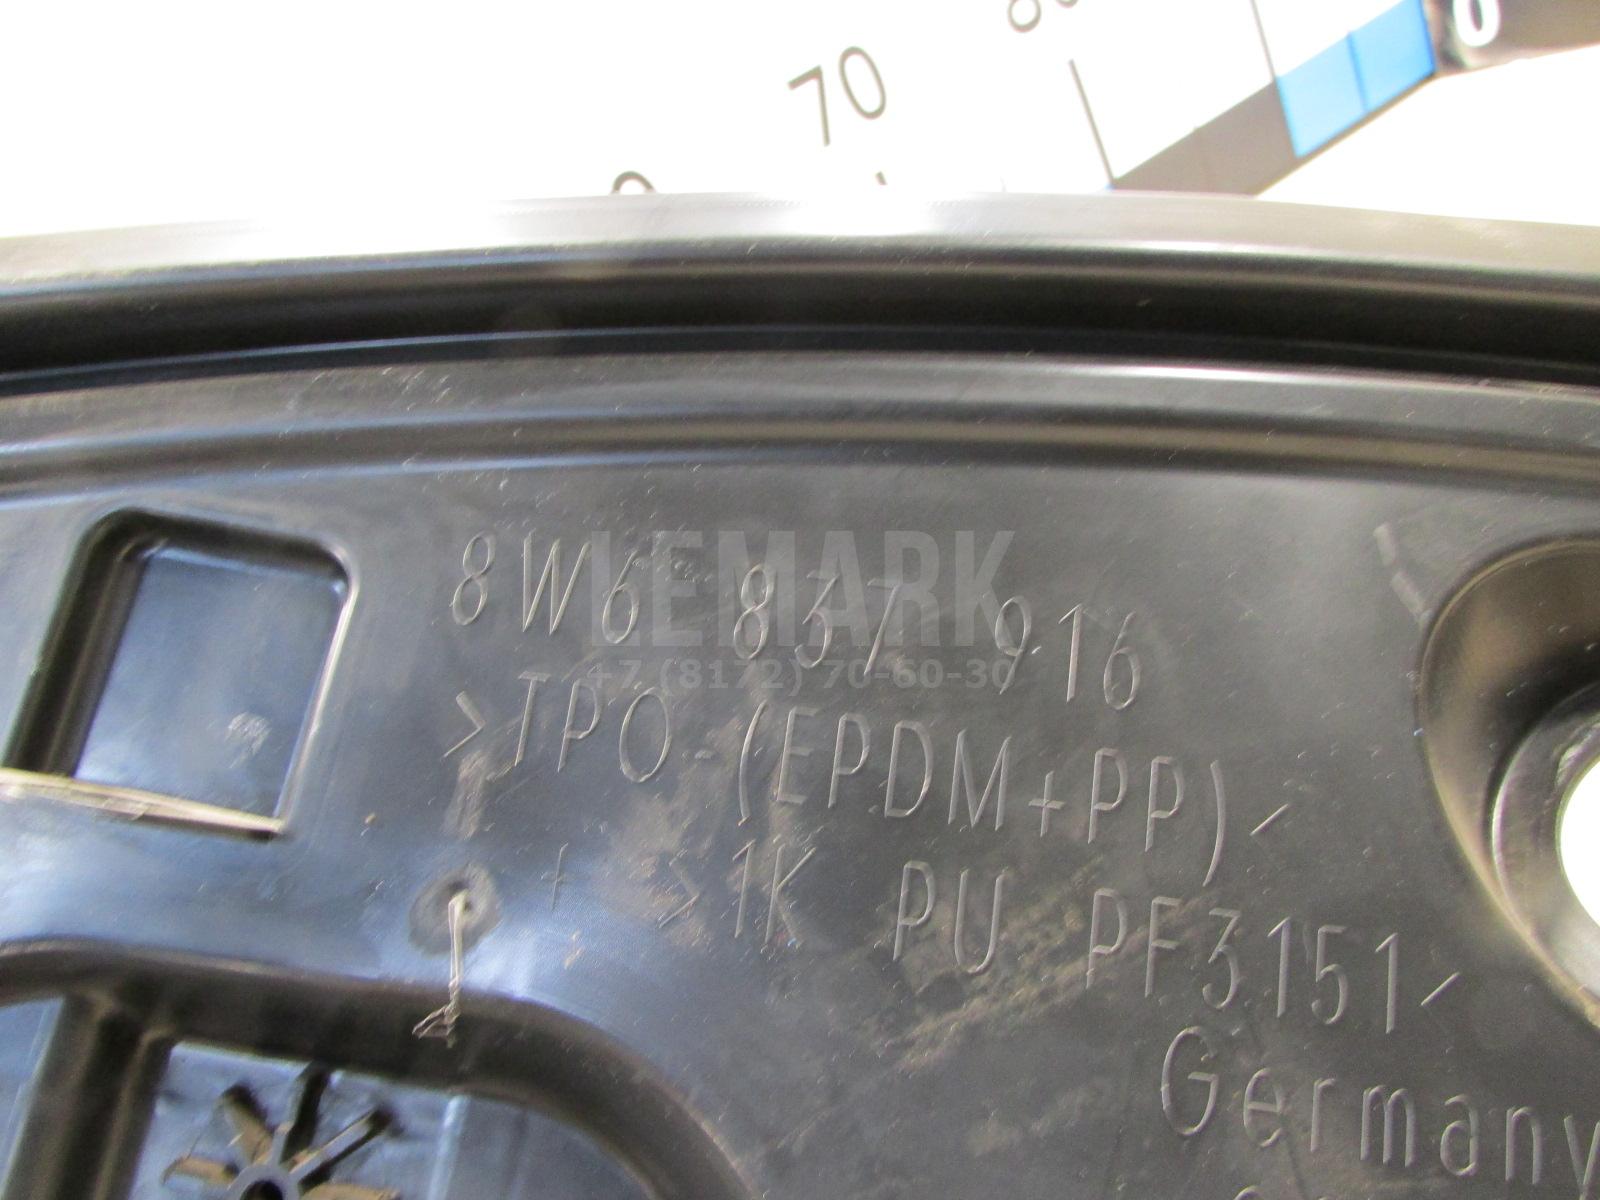 70
8W6 837 916
LEMARK
+7 (8172) 70-60-30
>TPO-(EPDM+PP)<
+ >1K PU PF3151<
Germany